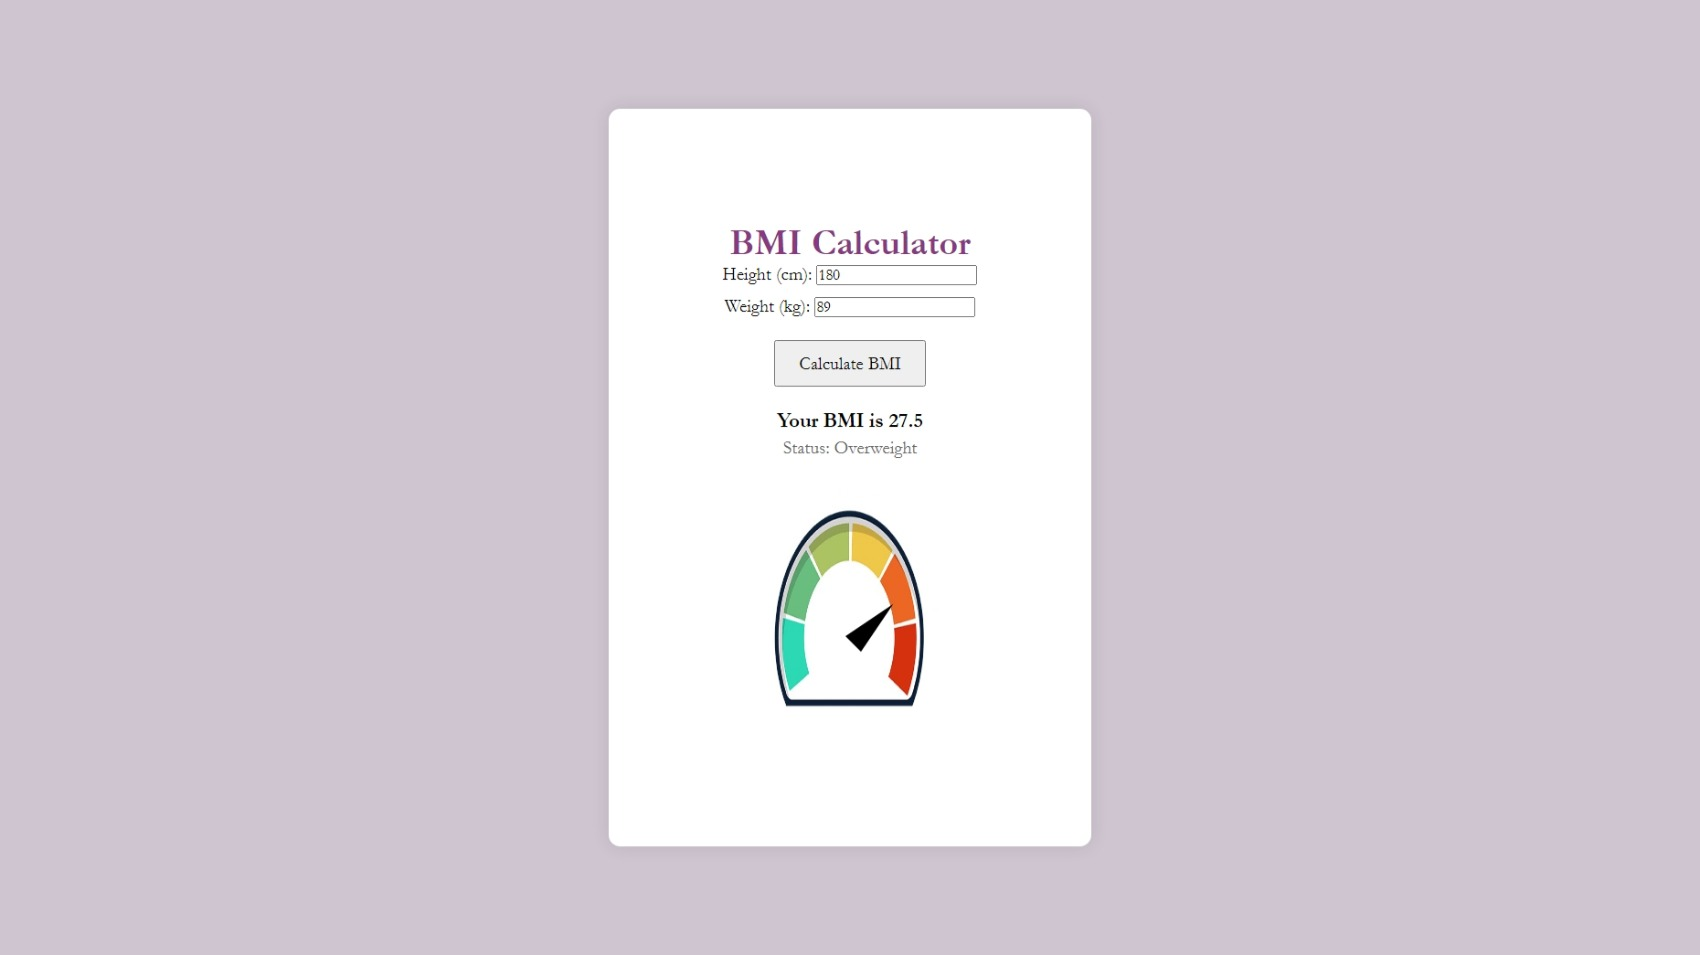 BMI Calculator
Height (cm): 180
Weight (kg): 89
Calculate BMI
Your BMI is 27.5
Status: Overweight